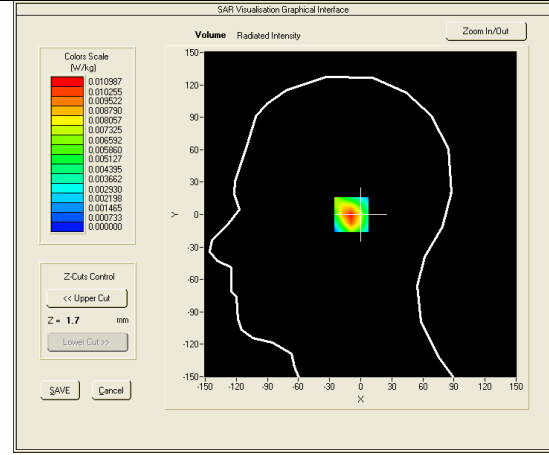 SAR Visualisation Graphical Interface
Volume Radiated Intensity
Zoom In/Out
Colors Scale
(W/kg)
0.010987
0.010255
0.009522
0.008790
0.008057
0.007325
0.006592
0.005860
0.005127
0.004395
0.003662
0.002930
0.002198
0.001465
0.000733
0.000000
Z-Cuts Control
<< Upper Cut
Z = 1.7 mm
Lower Cut >>
SAVE Cancel
150
120
90
60
30
0
-30
-60
-90
-120
-150
Y
-150 -120 -90 -60 -30 0 30 60 90 120 150
X